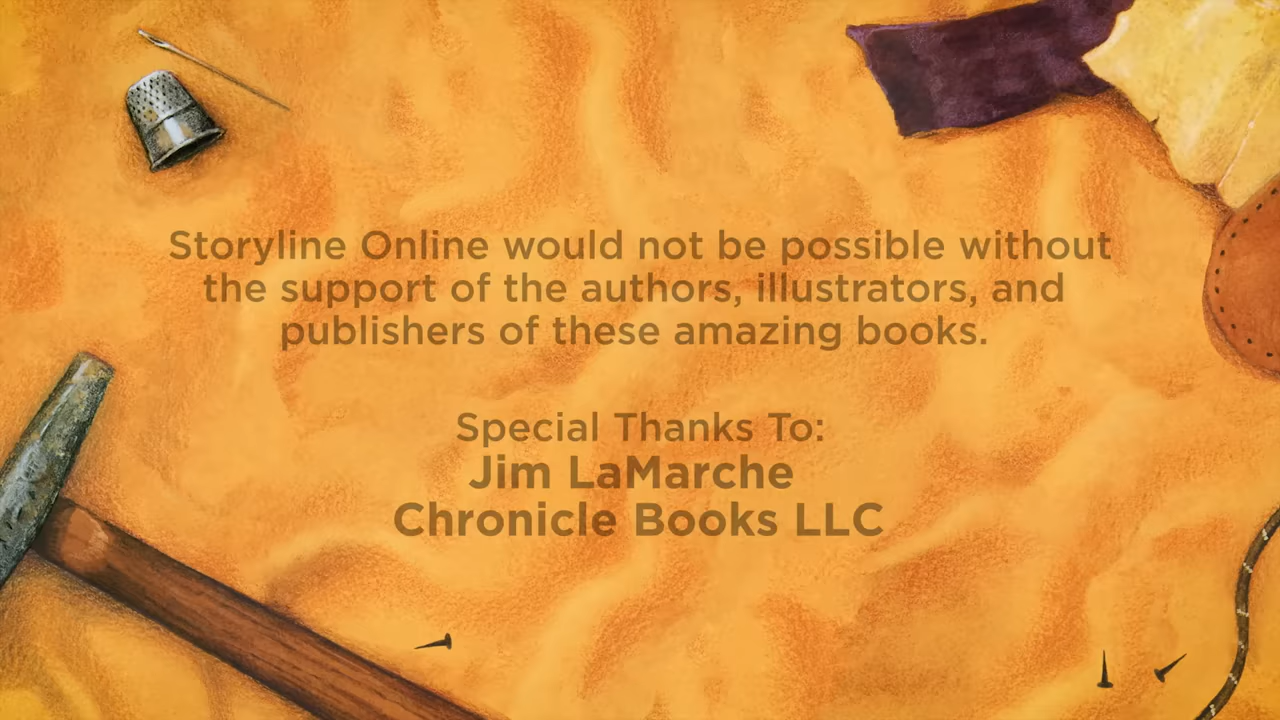 Storyline Online would not be possible without
the support of the authors, illustrators, and
publishers of these amazing books.
Special Thanks To:
Jim LaMarche
Chronicle Books LLC